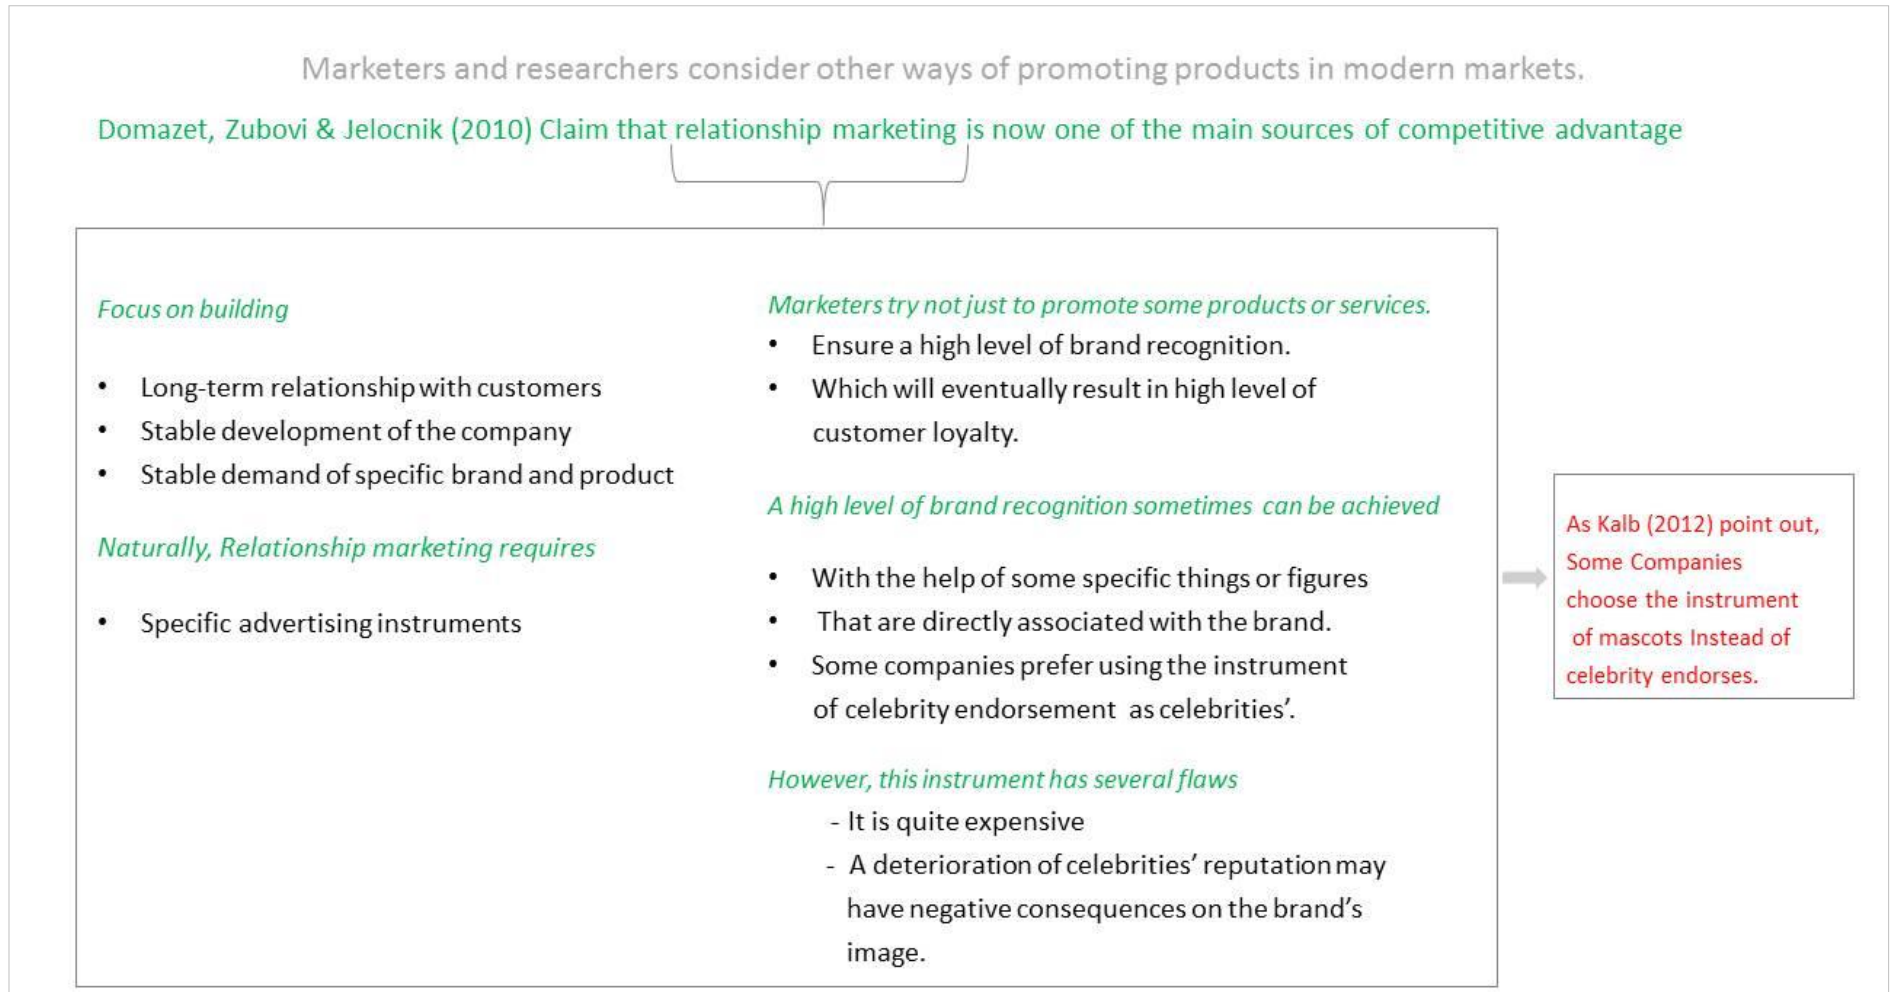 Marketers and researchers consider other ways of promoting products in modern markets.
Domazet, Zubovi & Jelocnik (2010) Claim that relationship marketing is now one of the main sources of competitive advantage
Focus on building
• Long-term relationship with customers
• Stable development of the company
• Stable demand of specific brand and product
Naturally, Relationship marketing requires
• Specific advertising instruments
Marketers try not just to promote some products or services.
• Ensure a high level of brand recognition.
• Which will eventually result in high level of
customer loyalty.
A high level of brand recognition sometimes can be achieved
• With the help of some specific things or figures
• That are directly associated with the brand.
• Some companies prefer using the instrument
of celebrity endorsement as celebrities’.
However, this instrument has several flaws
- It is quite expensive
- A deterioration of celebrities’ reputation may
have negative consequences on the brand’s
image.
As Kalb (2012) point out,
Some Companies
choose the instrument
of mascots Instead of
celebrity endorses.